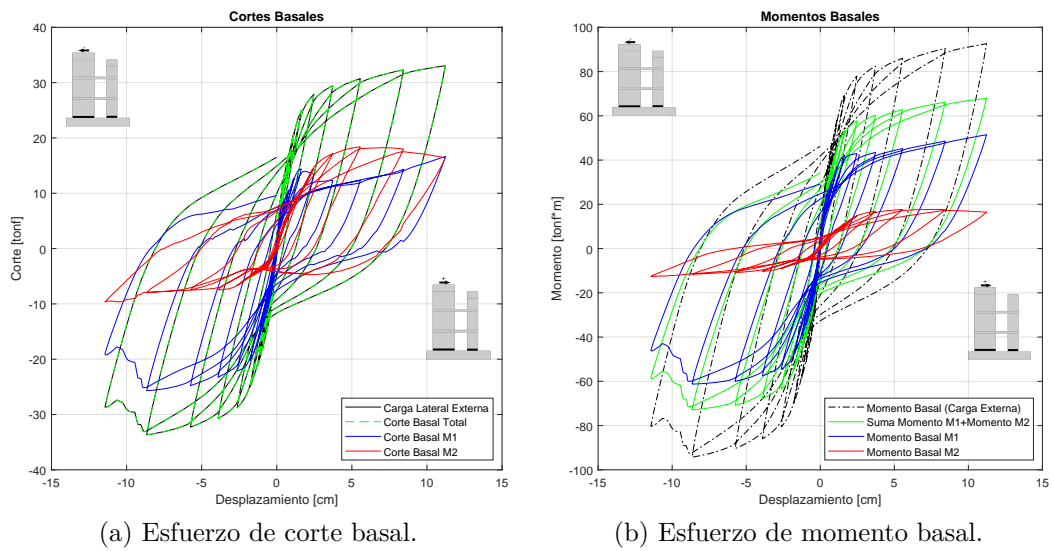 Cortes Basales
40
30
20
10
0
-10
-20
-30
-40
Corte [tonf]
-15
-10
-5
0
5
10
15
Desplazamiento [cm]
Carga Lateral Externa
Corte Basal Total
Corte Basal M1
Corte Basal M2
(a) Esfuerzo de corte basal.
Momentos Basales
100
80
60
40
20
0
-20
-40
-60
-80
-100
Momento [tonf*m]
-15
-10
-5
0
5
10
15
Desplazamiento [cm]
Momento Basal (Carga Externa)
Suma Momento M1+Momento M2
Momento Basal M1
Momento Basal M2
(b) Esfuerzo de momento basal.